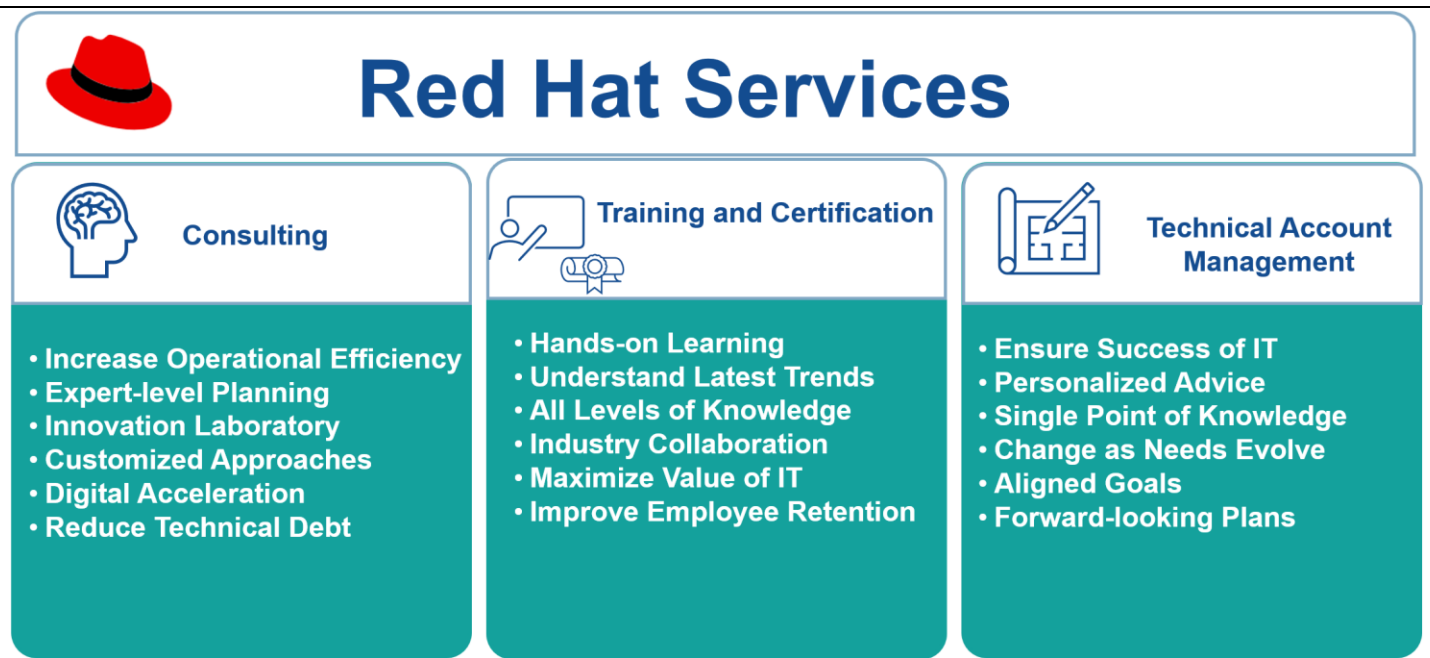 Red Hat Services
Consulting
• Increase Operational Efficiency
• Expert-level Planning
• Innovation Laboratory
• Customized Approaches
• Digital Acceleration
• Reduce Technical Debt
Training and Certification
• Hands-on Learning
• Understand Latest Trends
• All Levels of Knowledge
• Industry Collaboration
• Maximize Value of IT
• Improve Employee Retention
Technical Account
Management
• Ensure Success of IT
• Personalized Advice
• Single Point of Knowledge
• Change as Needs Evolve
• Aligned Goals
• Forward-looking Plans